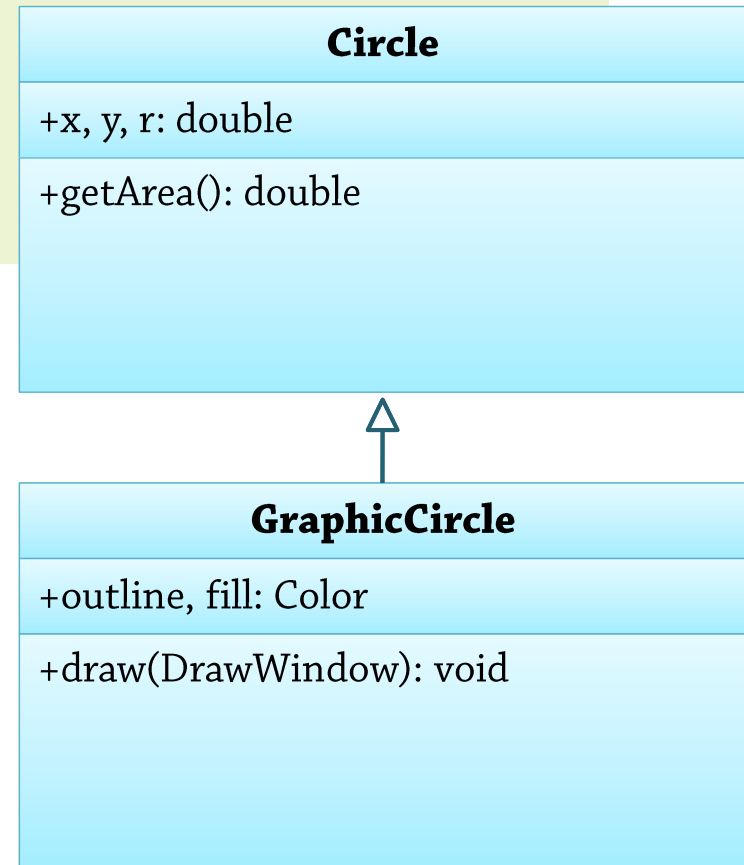 Circle
+x, y, r: double
+getArea(): double
GraphicCircle
+outline, fill: Color
+draw(DrawWindow): void